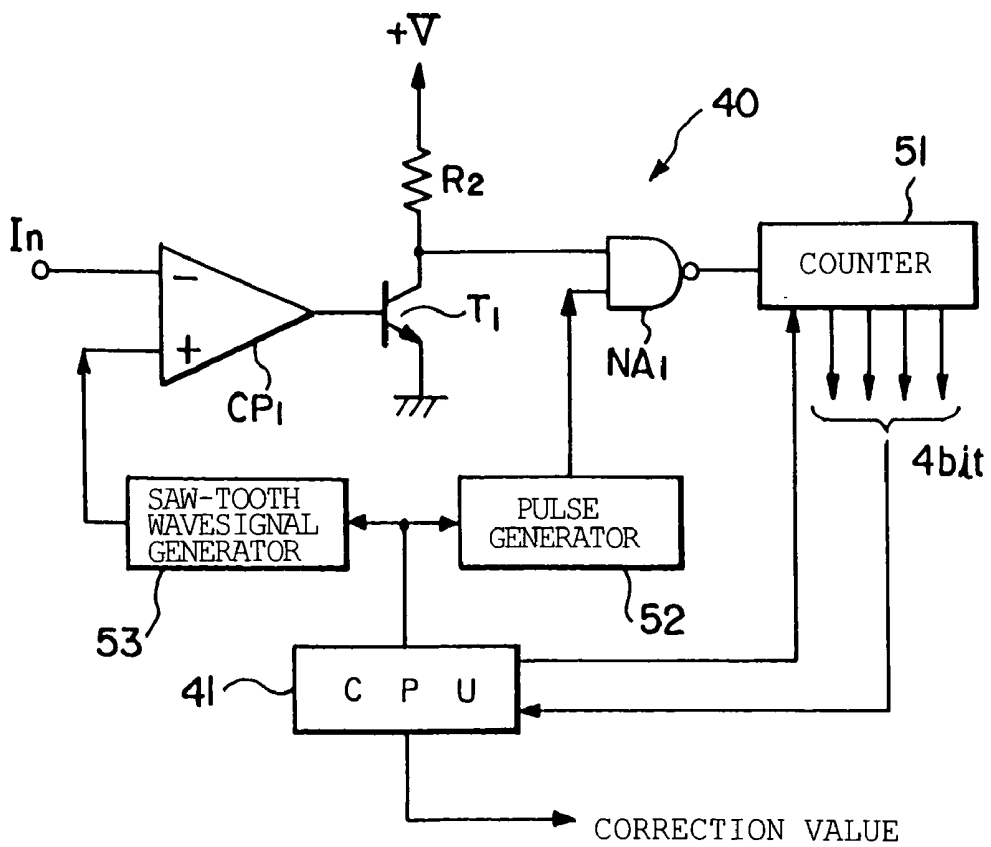 +V
40
R2
51
In
COUNTER
−
T1
+
NA1
CP1
4bit
SAW-TOOTH
WAVESIGNAL
GENERATOR
PULSE
GENERATOR
53
52
41
C P U
CORRECTION VALUE